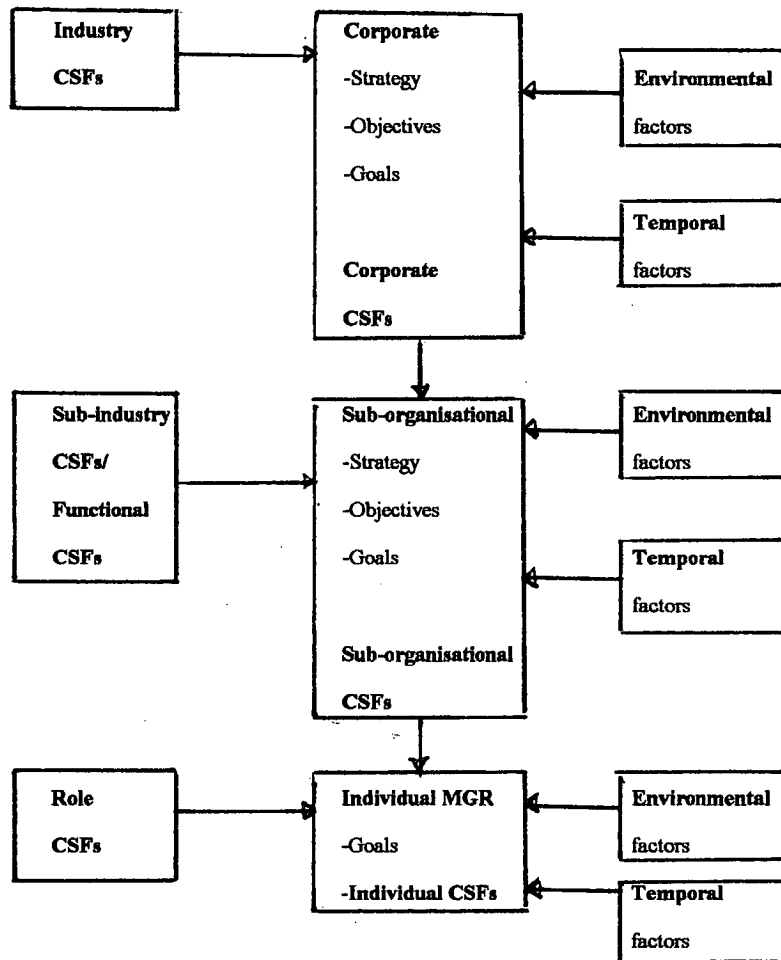 Industry
CSFs
Corporate
-Strategy
-Objectives
-Goals
Corporate
CSFs
Environmental
factors
Temporal
factors
Sub-industry
CSFs/
Functional
CSFs
Sub-organisational
-Strategy
-Objectives
-Goals
Sub-organisational
CSFs
Environmental
factors
Temporal
factors
Role
CSFs
Individual MGR
-Goals
-Individual CSFs
Environmental
factors
Temporal
factors